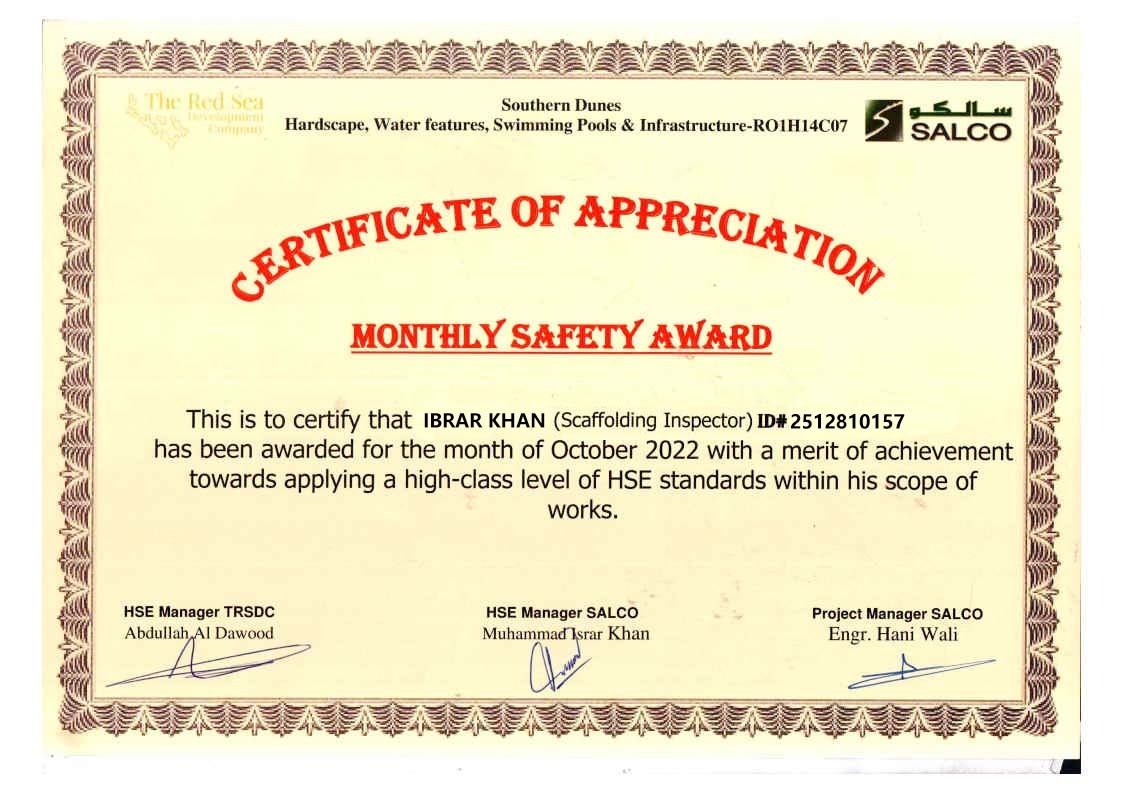 The Red Sea
Development
Company
Southern Dunes
Hardscape, Water features, Swimming Pools & Infrastructure-RO1H14C07
سالكو
SALCO
CERTIFICATE OF APPRECIATION
MONTHLY SAFETY AWARD
This is to certify that IBRAR KHAN (Scaffolding Inspector) ID# 2512810157
has been awarded for the month of October 2022 with a merit of achievement
towards applying a high-class level of HSE standards within his scope of
works.
HSE Manager TRSDC
Abdullah Al Dawood
HSE Manager SALCO
Muhammad Israr Khan
Project Manager SALCO
Engr. Hani Wali